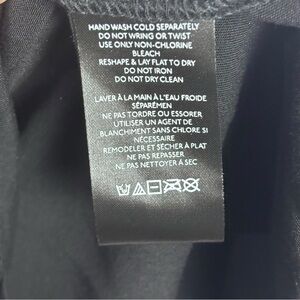 HAND WASH COLD SEPARATELY
DO NOT WRING OR TWIST
USE ONLY NON-CHLORINE
BLEACH
RESHAPE & LAY FLAT TO DRY
DO NOT IRON
DO NOT DRY CLEAN
LAVER À LA MAIN À L'EAU FROIDE
SÉPARÉMEN
NE PAS TORDRE OU ESSORER
UTILISER UN AGENT DE
BLANCHIMENT SANS CHLORE SI
NÉCESSAIRE
REMODELER ET SÉCHER À PLAT
NE PAS REPASSER
NE PAS NETTOYER À SEC